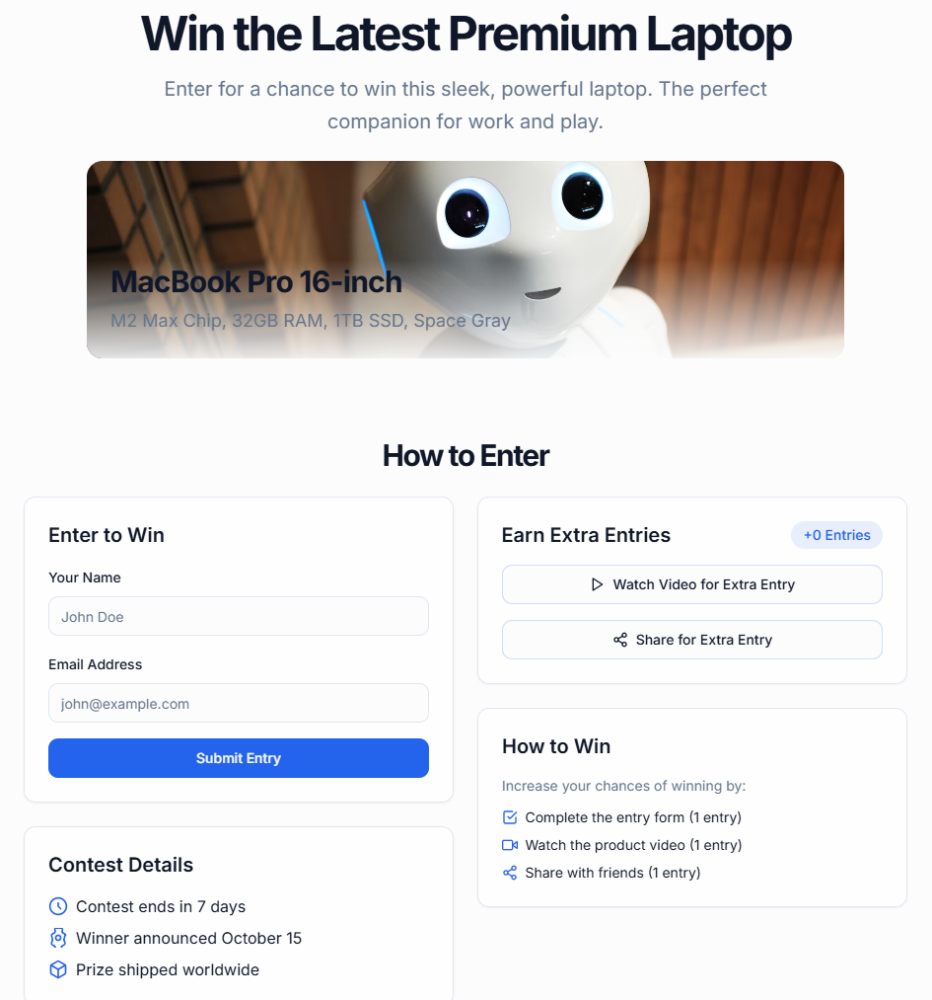 Win the Latest Premium Laptop
Enter for a chance to win this sleek, powerful laptop. The perfect
companion for work and play.
MacBook Pro 16-inch
M2 Max Chip, 32GB RAM, 1TB SSD, Space Gray
How to Enter
Enter to Win
Your Name
John Doe
Email Address
john@example.com
Submit Entry
Contest Details
Contest ends in 7 days
Winner announced October 15
Prize shipped worldwide
Earn Extra Entries
+0 Entries
Watch Video for Extra Entry
Share for Extra Entry
How to Win
Increase your chances of winning by:
Complete the entry form (1 entry)
Watch the product video (1 entry)
Share with friends (1 entry)